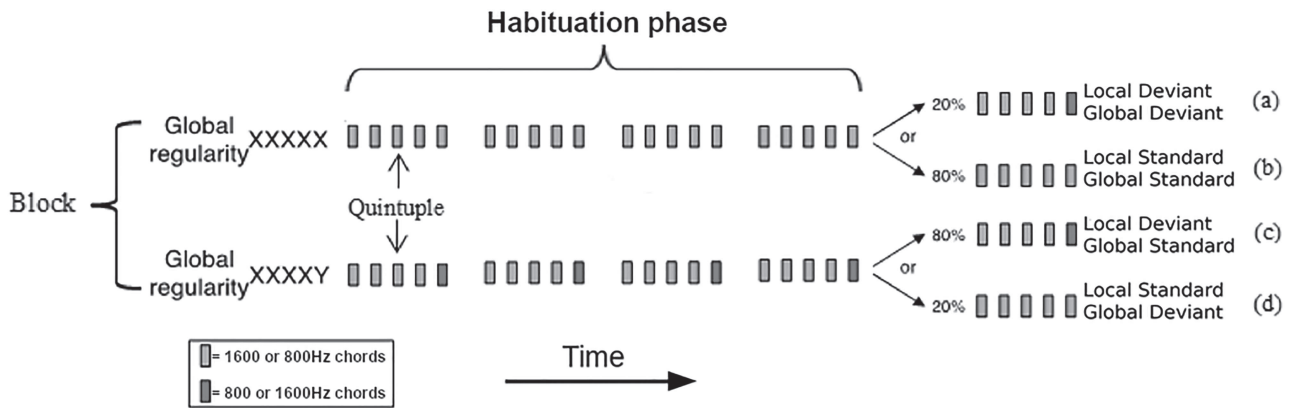 Habituation phase
Block
Global
regularity
XXXXX
Quintuple
Global
regularity
XXXXY
20%
Local Deviant
Global Deviant
(a)
or
80%
Local Standard
Global Standard
(b)
80%
Local Deviant
Global Standard
(c)
or
20%
Local Standard
Global Deviant
(d)
= 1600 or 800Hz chords
= 800 or 1600Hz chords
Time